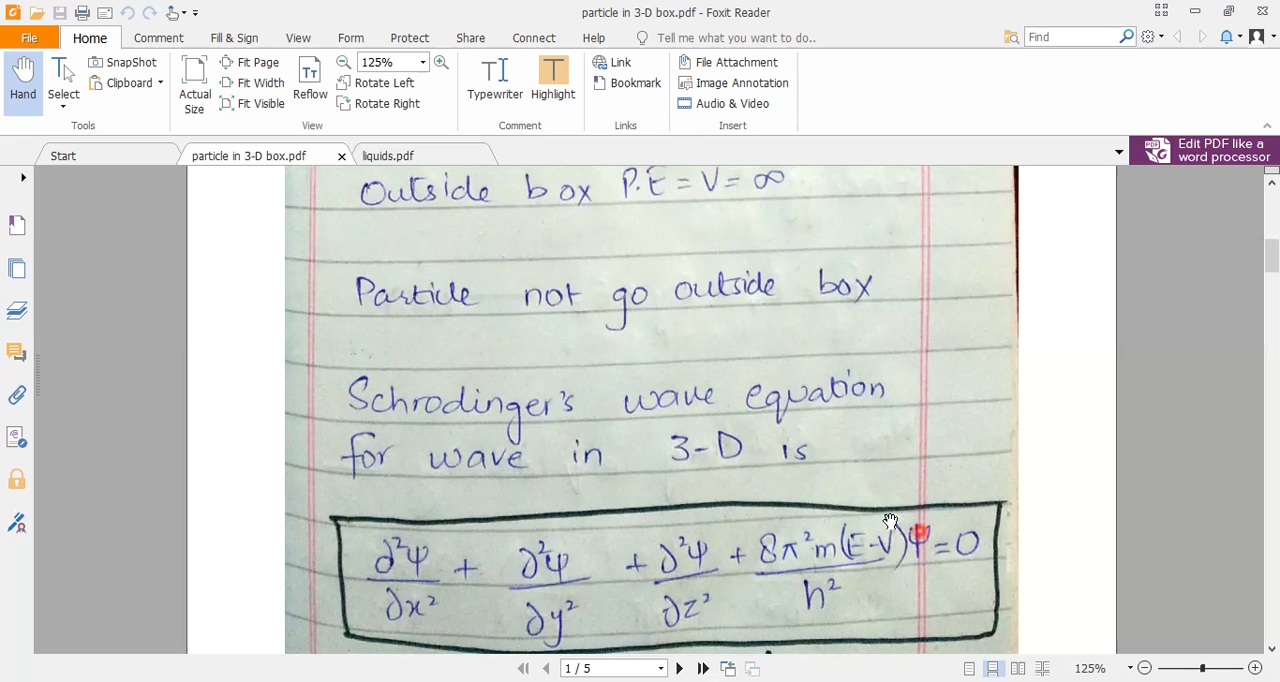 particle in 3-D box.pdf - Foxit Reader
File Home Comment Fill & Sign View Form Protect Share Connect Help Tell me what you want to do.. Find
Hand Select SnapShot Clipboard
Tools
Actual Size Fit Page Fit Width Fit Visible Reflow 125% Rotate Left Rotate Right
View
Typewriter Highlight
Comment
Link Bookmark
Links
File Attachment Image Annotation Audio & Video
Insert
Start particle in 3-D box.pdf liquids.pdf
Edit PDF like a
word processor
Outside box P.E = V = ∞
Particle not go outside box
Schrodinger's wave equation
for wave in 3-D is
∂²Ψ/∂x² + ∂²Ψ/∂y² + ∂²Ψ/∂z² + 8π²m(E-V)/h² Ψ = 0
1 / 5 125%